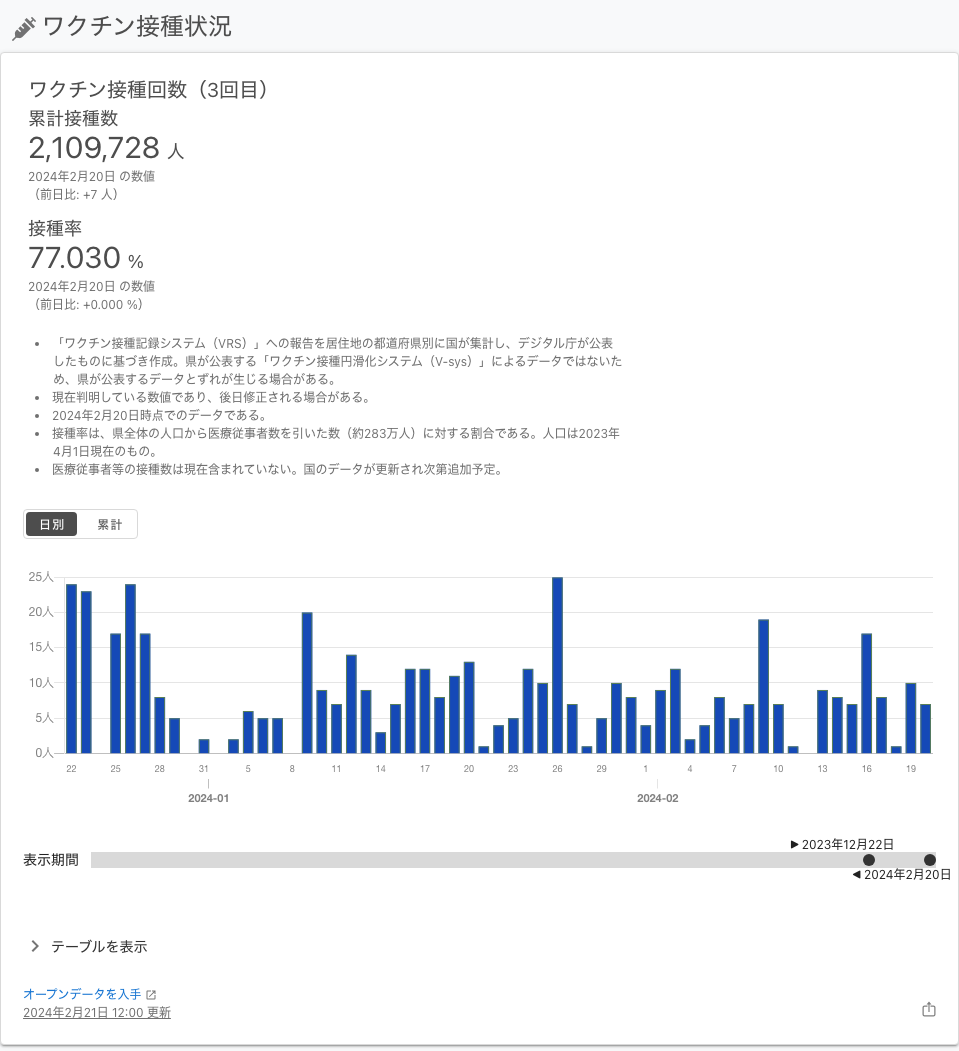 ワクチン接種状況
ワクチン接種回数（3回目）
累計接種数
2,109,728 人
2024年2月20日 の数値
（前日比: +7 人）
接種率
77.030 %
2024年2月20日 の数値
（前日比: +0.000 %）
「ワクチン接種記録システム（VRS）」への報告を居住地の都道府県別に国が集計し、デジタル庁が公表
したものに基づき作成。県が公表する「ワクチン接種円滑化システム（V-sys）」によるデータではないた
め、県が公表するデータとずれが生じる場合がある。
現在判明している数値であり、後日修正される場合がある。
2024年2月20日時点でのデータである。
接種率は、県全体の人口から医療従事者数を引いた数（約283万人）に対する割合である。人口は2023年
4月1日現在のもの。
医療従事者等の接種数は現在含まれていない。国のデータが更新され次第追加予定。
日別 累計
25人
20人
15人
10人
5人
0人
22 25 28 31 5 8 11 14 17 20 23 26 29 1 4 7 10 13 16 19
2024-01 2024-02
2023年12月22日
表示期間
2024年2月20日
テーブルを表示
オープンデータを入手
2024年2月21日 12:00 更新